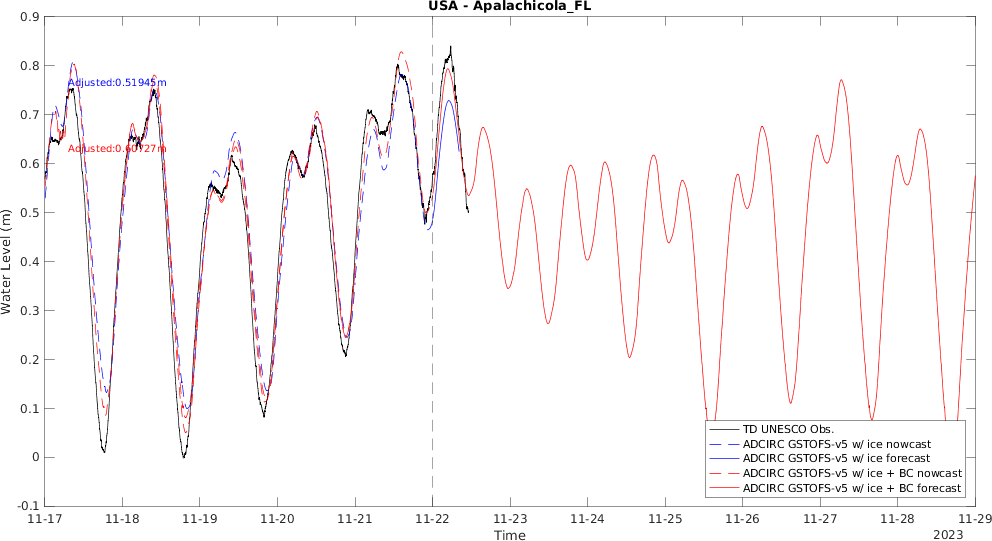 USA - Apalachicola_FL
0.9
0.8
0.7
0.6
0.5
0.4
0.3
0.2
0.1
0
-0.1
Water Level (m)
Adjusted:0.51945m
Adjusted:0.60727m
TD UNESCO Obs.
ADCIRC GSTOFS-v5 w/ ice nowcast
ADCIRC GSTOFS-v5 w/ ice forecast
ADCIRC GSTOFS-v5 w/ ice + BC nowcast
ADCIRC GSTOFS-v5 w/ ice + BC forecast
11-17 11-18 11-19 11-20 11-21 11-22 11-23 11-24 11-25 11-26 11-27 11-28 11-29
Time
2023